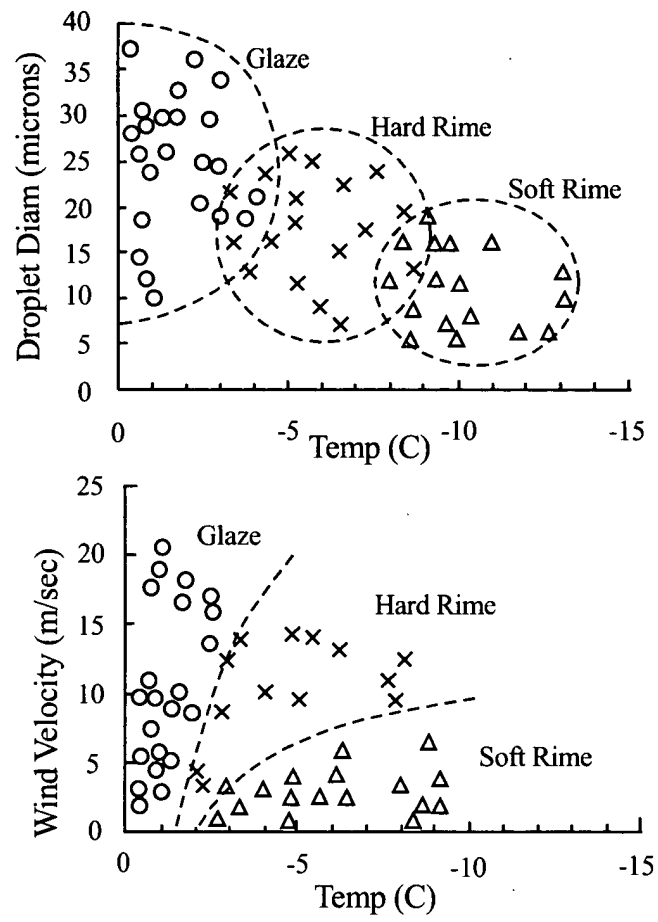 40
35
30
25
20
15
10
5
0
Droplet Diam (microns)
Glaze
Hard Rime
Soft Rime
0
-5
-10
-15
Temp (C)
25
20
15
10
5
0
Wind Velocity (m/sec)
Glaze
Hard Rime
Soft Rime
0
-5
-10
-15
Temp (C)